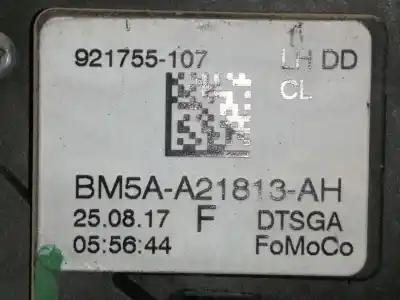 921755-107 LH DD
CL
BM5A-A21813-AH
25.08.17 F DTSGA
05:56:44 FoMoCo